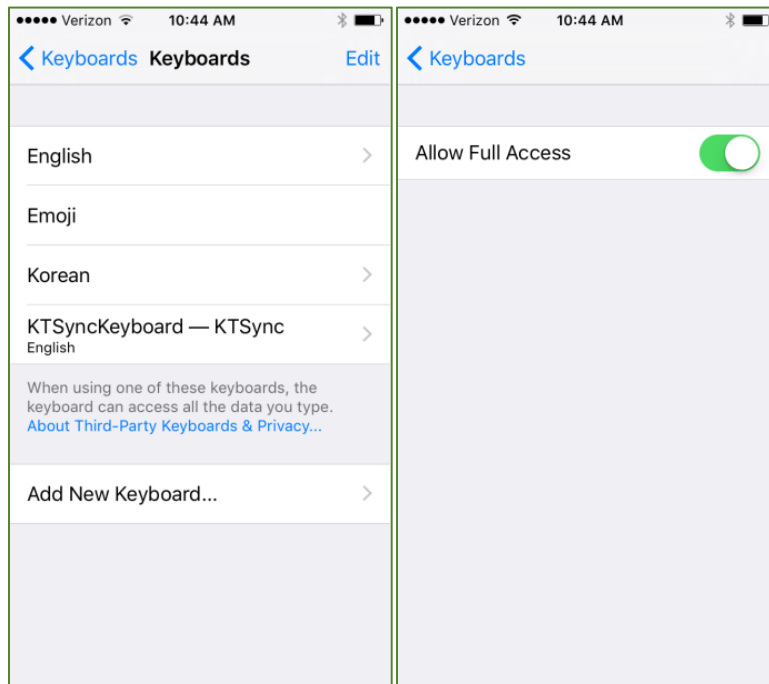 Verizon 10:44 AM
Keyboards Keyboards Edit
English
Emoji
Korean
KTSyncKeyboard — KTSync
English
When using one of these keyboards, the
keyboard can access all the data you type.
About Third-Party Keyboards & Privacy...
Add New Keyboard...
Verizon 10:44 AM
Keyboards
Allow Full Access